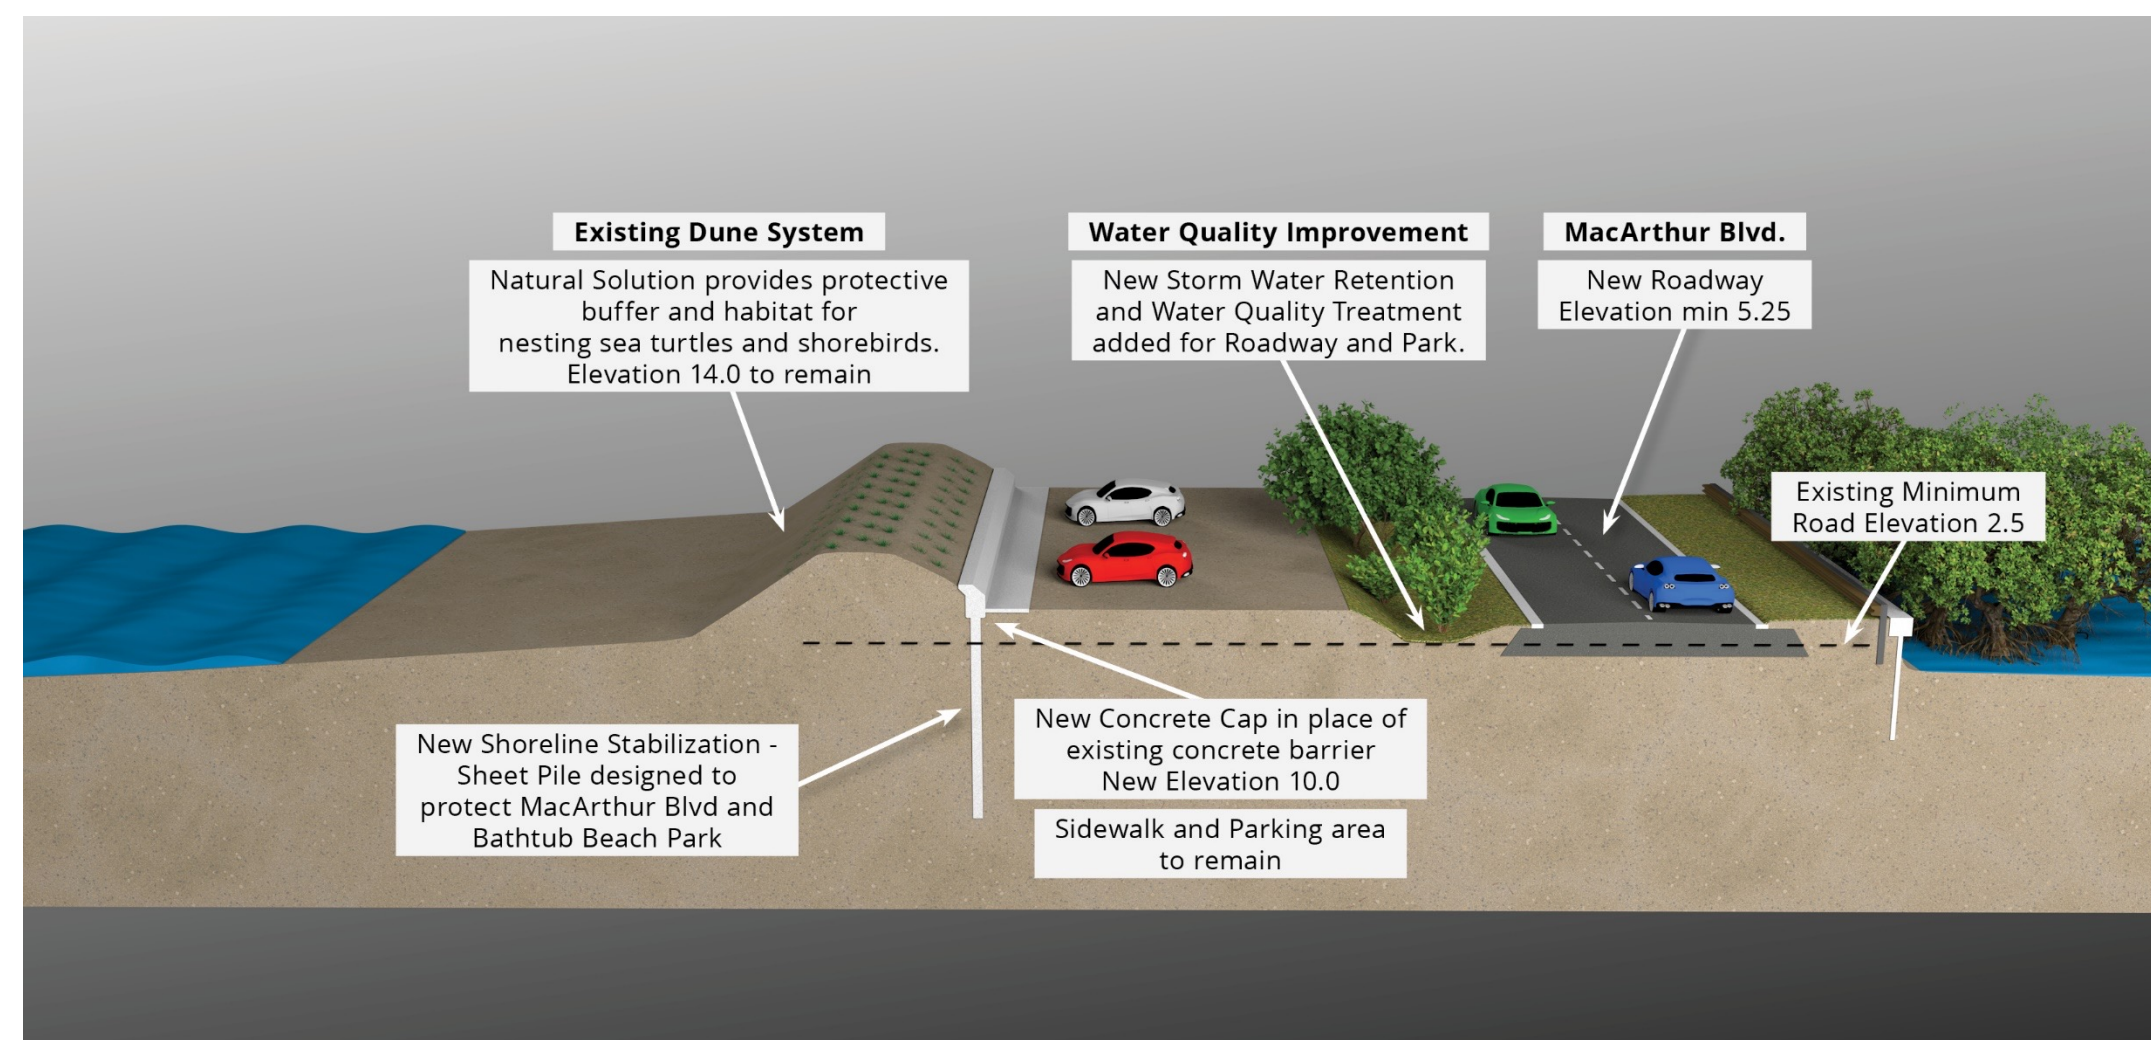 Existing Dune System
Natural Solution provides protective
buffer and habitat for
nesting sea turtles and shorebirds.
Elevation 14.0 to remain
Water Quality Improvement
New Storm Water Retention
and Water Quality Treatment
added for Roadway and Park.
MacArthur Blvd.
New Roadway
Elevation min 5.25
Existing Minimum
Road Elevation 2.5
New Shoreline Stabilization -
Sheet Pile designed to
protect MacArthur Blvd and
Bathtub Beach Park
New Concrete Cap in place of
existing concrete barrier
New Elevation 10.0
Sidewalk and Parking area
to remain